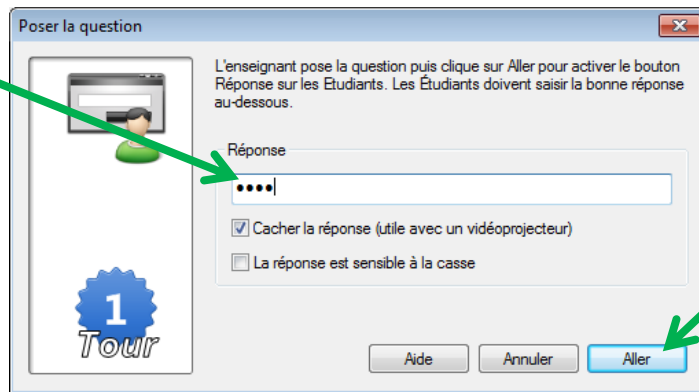 Poser la question
L'enseignant pose la question puis clique sur Aller pour activer le bouton
Réponse sur les Etudiants. Les Étudiants doivent saisir la bonne réponse
au-dessous.
Réponse
••••
Cacher la réponse (utile avec un vidéoprojecteur)
La réponse est sensible à la casse
1
Tour
Aide
Annuler
Aller